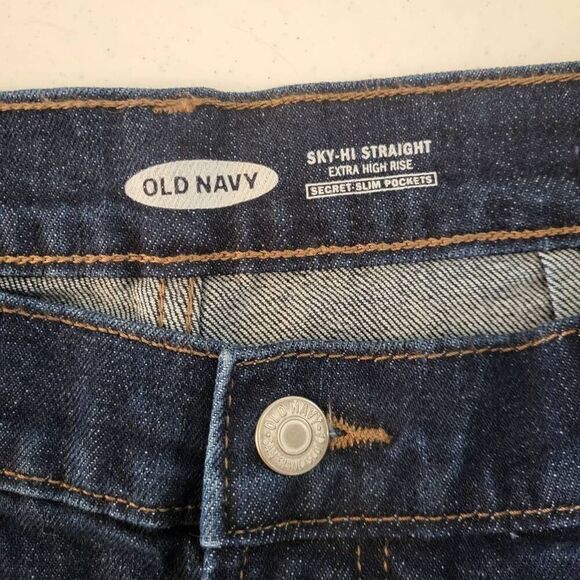 OLD NAVY
SKY-HI STRAIGHT
EXTRA HIGH RISE
SECRET-SLIM POCKETS
OLD NAVY